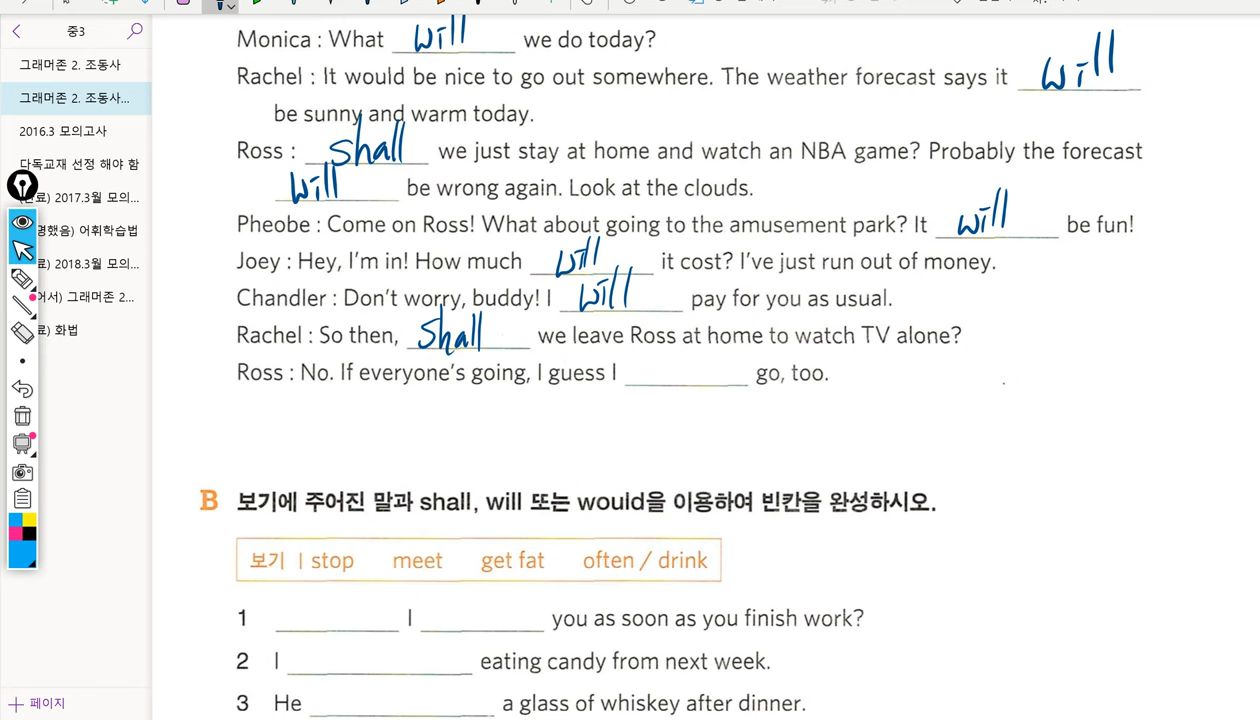 중3
그래머존 2. 조동사
그래머존 2. 조동사...
2016.3 모의고사
단독교재 선정 해야 함
료) 2017.3월 모의...
명했음) 어휘학습법
료) 2018.3월 모의...
어서) 그래머존 2...
료) 화법
페이지
Monica : What will we do today?
Rachel : It would be nice to go out somewhere. The weather forecast says it will
be sunny and warm today.
Ross : shall we just stay at home and watch an NBA game? Probably the forecast
will be wrong again. Look at the clouds.
Pheobe : Come on Ross! What about going to the amusement park? It will be fun!
Joey : Hey, I'm in! How much will it cost? I've just run out of money.
Chandler : Don't worry, buddy! I will pay for you as usual.
Rachel : So then, shall we leave Ross at home to watch TV alone?
Ross : No. If everyone's going, I guess I ________ go, too.
B 보기에 주어진 말과 shall, will 또는 would을 이용하여 빈칸을 완성하시오.
보기 | stop meet get fat often / drink
1 ________ I ________ you as soon as you finish work?
2 I ________ eating candy from next week.
3 He ________ a glass of whiskey after dinner.